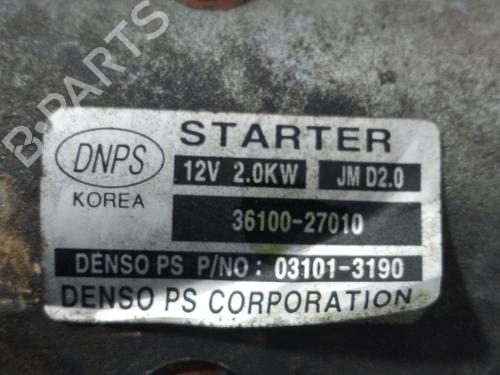 B-PARTS
DNPS
KOREA
STARTER
12V 2.0KW JM D2.0
36100-27010
DENSO PS P/NO: 03101-3190
DENSO PS CORPORATION